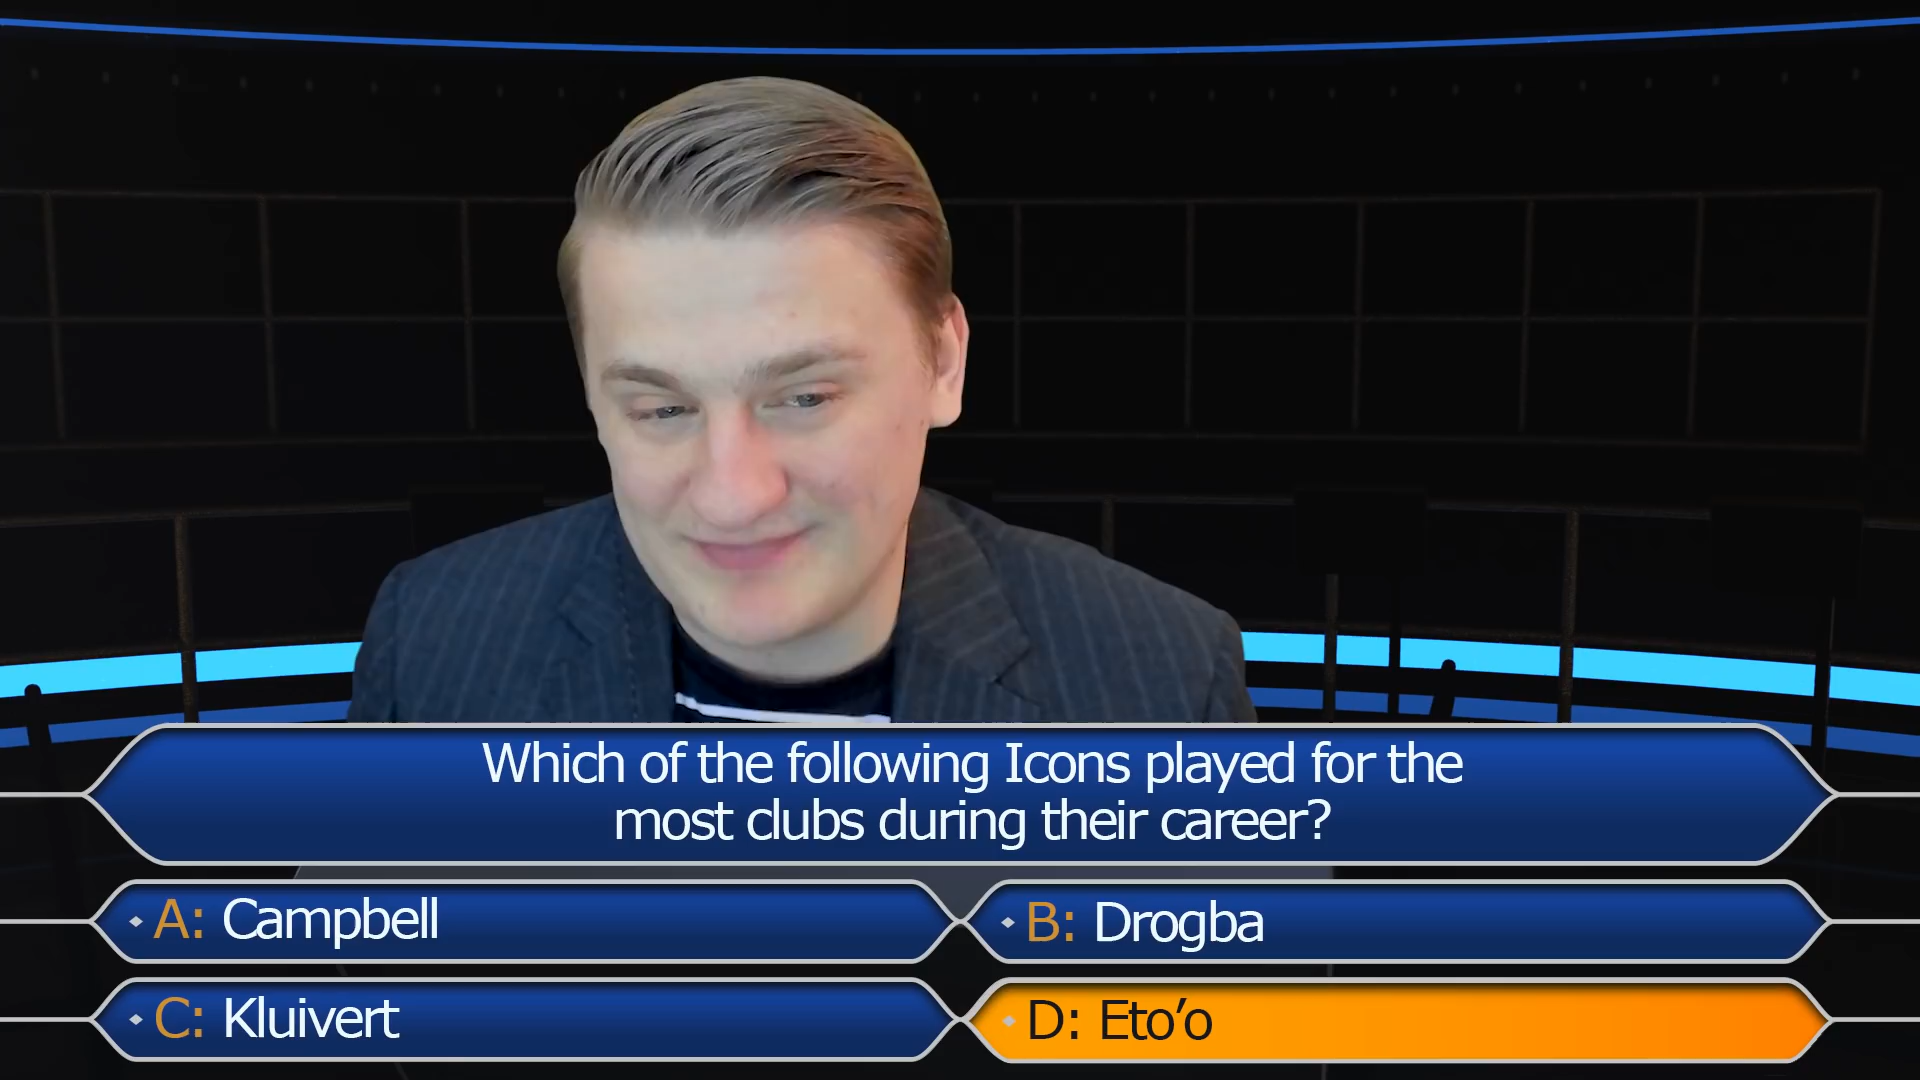 Which of the following Icons played for the
most clubs during their career?
A: Campbell
B: Drogba
C: Kluivert
D: Eto’o